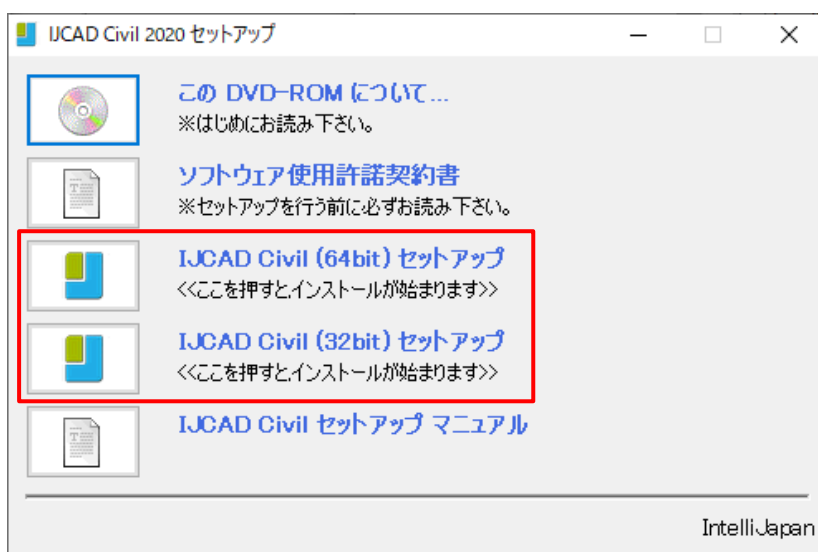 IJCAD Civil 2020 セットアップ
この DVD-ROM について...
※はじめにお読み下さい。
ソフトウェア使用許諾契約書
※セットアップを行う前に必ずお読み下さい。
IJCAD Civil (64bit) セットアップ
<<ここを押すとインストールが始まります>>
IJCAD Civil (32bit) セットアップ
<<ここを押すとインストールが始まります>>
IJCAD Civil セットアップ マニュアル
IntelliJapan